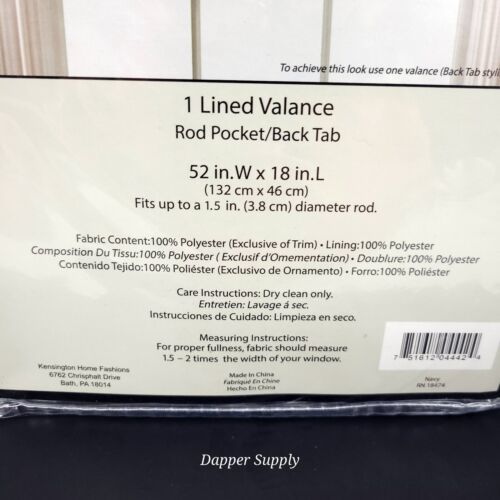 To achieve this look use one valance (Back Tab styli
1 Lined Valance
Rod Pocket/Back Tab
52 in.W x 18 in.L
(132 cm x 46 cm)
Fits up to a 1.5 in. (3.8 cm) diameter rod.
Fabric Content:100% Polyester (Exclusive of Trim) • Lining:100% Polyester
Composition Du Tissu:100% Polyester ( Exclusif d'Omementation) • Doublure:100% Polyester
Contenido Tejido:100% Poliéster (Exclusivo de Ornamento) • Forro:100% Poliéster
Care Instructions: Dry clean only.
Entretien: Lavage á sec.
Instrucciones de Cuidado: Limpieza en seco.
Measuring Instructions:
For proper fullness, fabric should measure
1.5 – 2 times the width of your window.
Kensington Home Fashions
6762 Chrisphalt Drive
Bath, PA 18014
Made In China
Fabriqué En Chine
Hecho En China
7 51812 04442 4
Navy
RN:18474
Dapper Supply